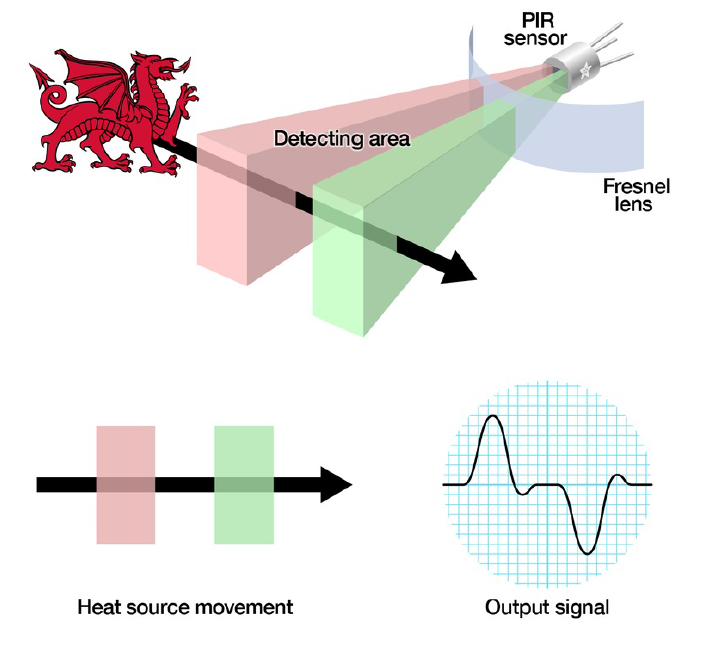 PIR
sensor
Detecting area
Fresnel
lens
Heat source movement
Output signal